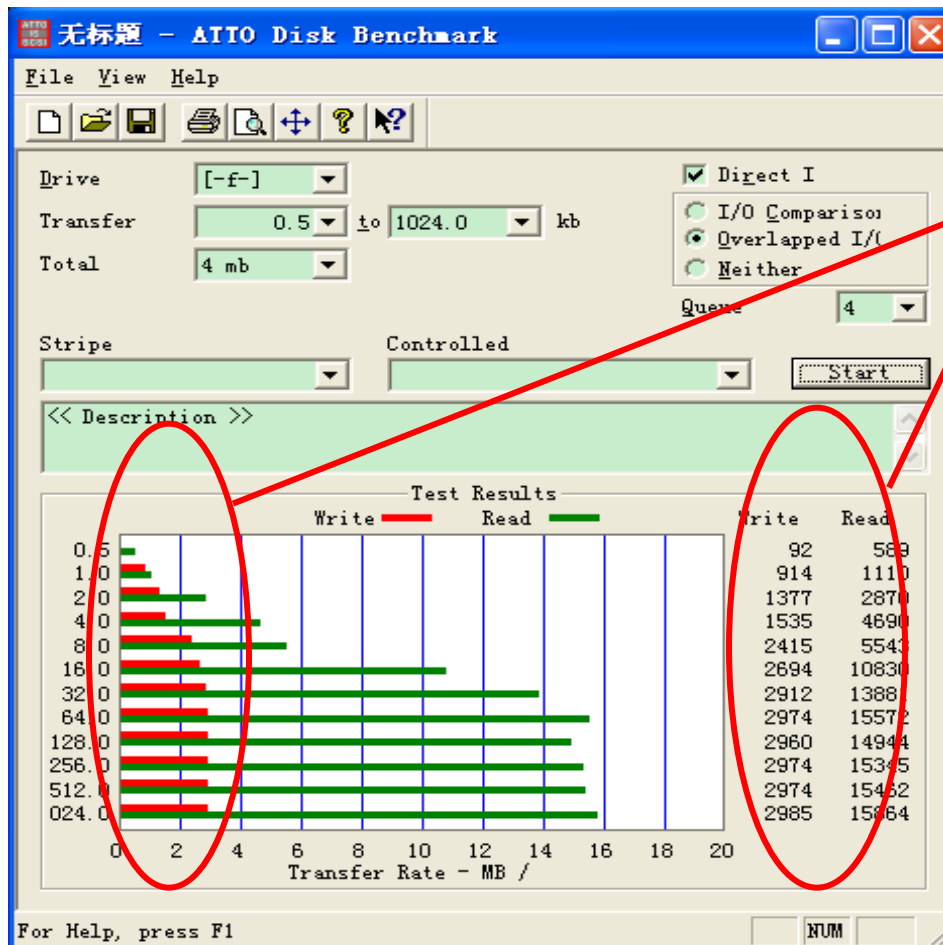 无标题 - ATTO Disk Benchmark
File View Help
Drive [-f-] Direct I
Transfer 0.5 to 1024.0 kb I/O Comparison
Overlapped I/(
Total 4 mb Neither
Queue 4
Stripe Controlled Start
<< Description >>
Test Results
Write Read Write Read
0.5 92 589
1.0 914 1110
2.0 1377 2870
4.0 1535 4690
8.0 2415 5543
16.0 2694 10830
32.0 2912 13881
64.0 2974 15572
128.0 2960 14944
256.0 2974 15345
512.0 2974 15462
024.0 2985 15864
0 2 4 6 8 10 12 14 16 18 20
Transfer Rate - MB /
For Help, press F1 NUM